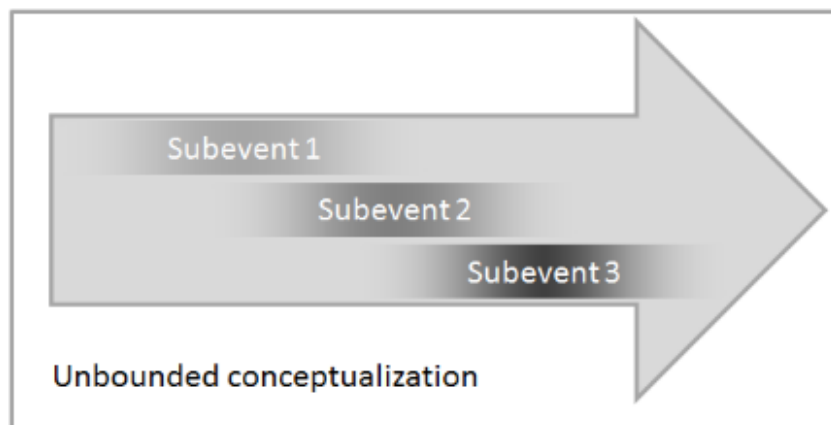 Subevent 1
Subevent 2
Subevent 3
Unbounded conceptualization